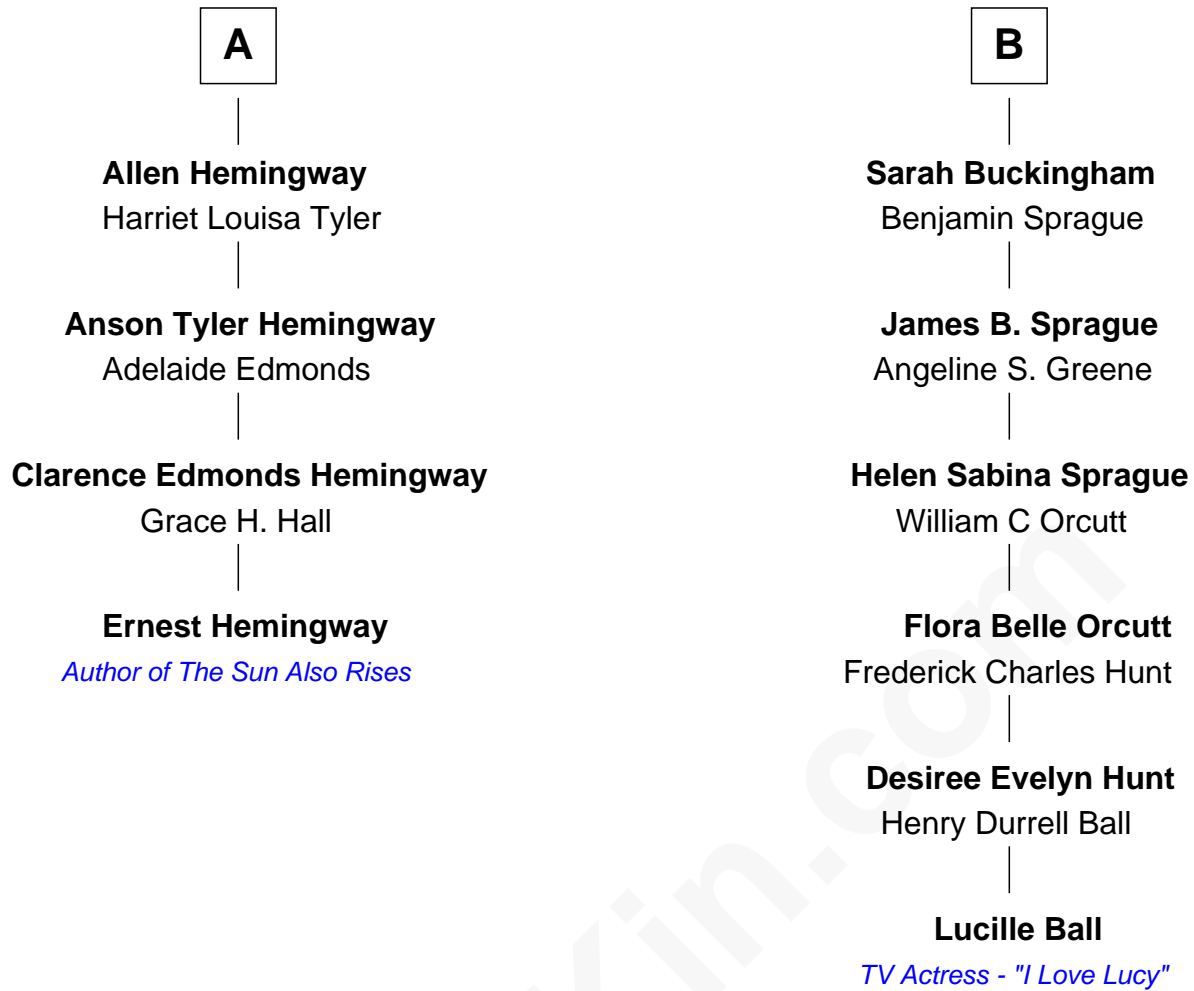 A
Allen Hemingway
Harriet Louisa Tyler
Anson Tyler Hemingway
Adelaide Edmonds
Clarence Edmonds Hemingway
Grace H. Hall
Ernest Hemingway
Author of The Sun Also Rises
B
Sarah Buckingham
Benjamin Sprague
James B. Sprague
Angeline S. Greene
Helen Sabina Sprague
William C Orcutt
Flora Belle Orcutt
Frederick Charles Hunt
Desiree Evelyn Hunt
Henry Durrell Ball
Lucille Ball
TV Actress - "I Love Lucy"
Kin.com